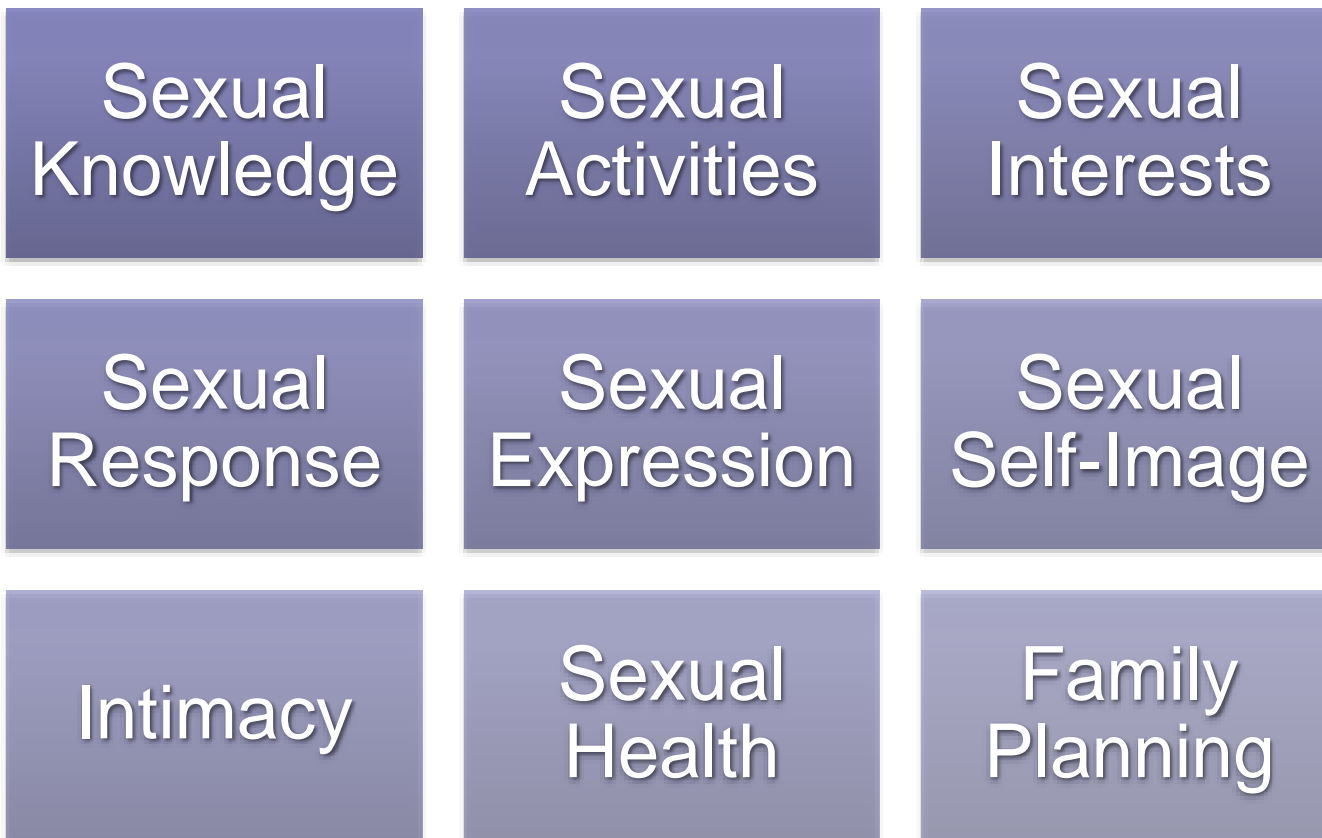 Sexual
Knowledge
Sexual
Activities
Sexual
Interests
Sexual
Response
Sexual
Expression
Sexual
Self-Image
Intimacy
Sexual
Health
Family
Planning